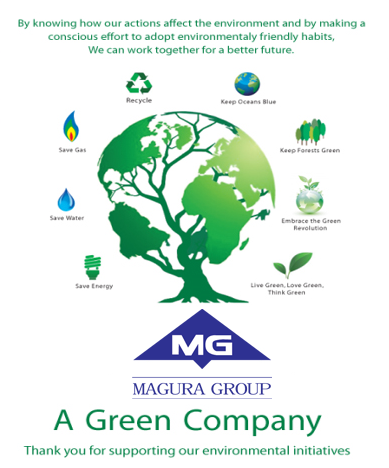 By knowing how our actions affect the environment and by making a
conscious effort to adopt environmentaly friendly habits,
We can work together for a better future.
Recycle
Keep Oceans Blue
Save Gas
Keep Forests Green
Save Water
Embrace the Green
Revolution
Save Energy
Live Green, Love Green,
Think Green
MG
MAGURA GROUP
A Green Company
Thank you for supporting our environmental initiatives